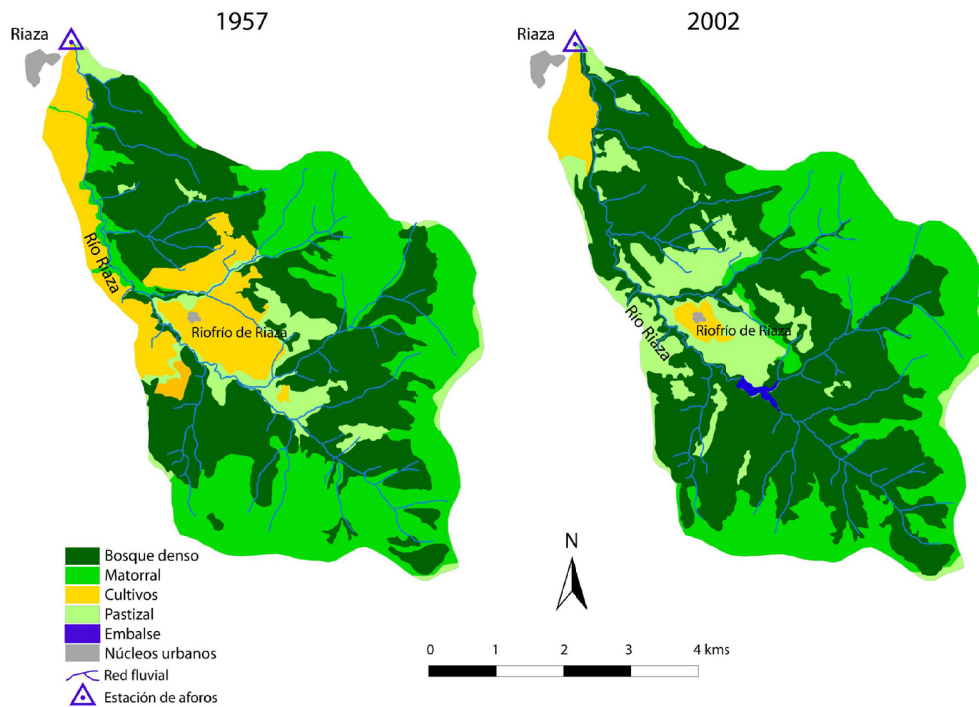 1957
2002
Riaza
Riaza
Río Riaza
Riofrío de Riaza
Río Riaza
Riofrío de Riaza
Bosque denso
Matorral
Cultivos
Pastizal
Embalse
Núcleos urbanos
Red fluvial
Estación de aforos
N
0 1 2 3 4 kms